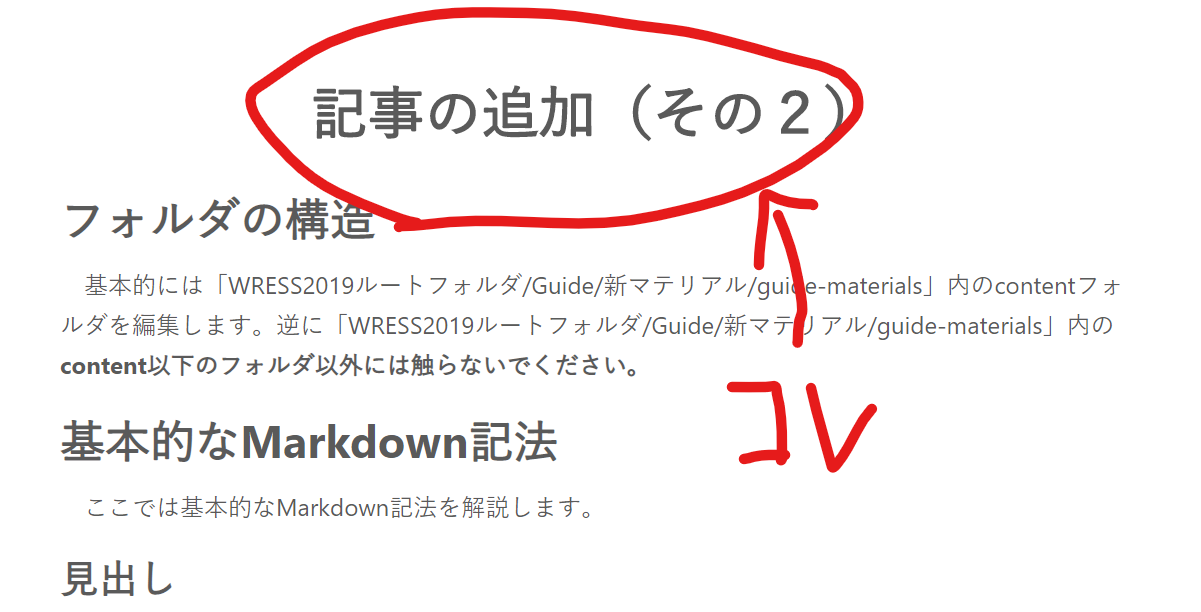 記事の追加（その２）
フォルダの構造
基本的には「WRESS2019ルートフォルダ/Guide/新マテリアル/guide-materials」内のcontentフォ
ルダを編集します。逆に「WRESS2019ルートフォルダ/Guide/新マテリアル/guide-materials」内の
content以下のフォルダ以外には触らないでください。
コレ
基本的なMarkdown記法
ここでは基本的なMarkdown記法を解説します。
見出し